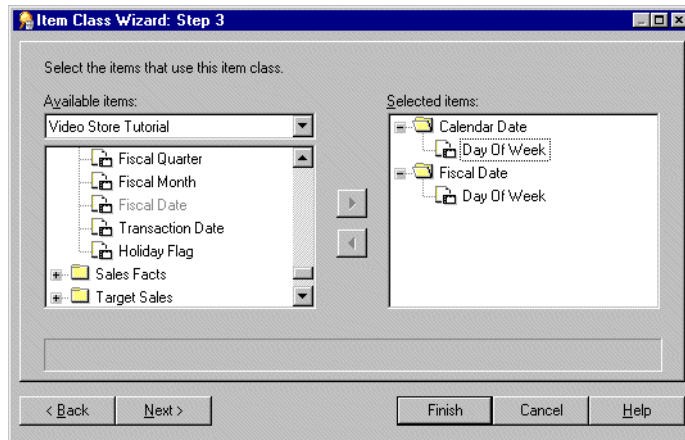 Item Class Wizard: Step 3
Select the items that use this item class.
Available items:
Video Store Tutorial
Fiscal Quarter
Fiscal Month
Fiscal Date
Transaction Date
Holiday Flag
Sales Facts
Target Sales
Selected items:
Calendar Date
Day Of Week
Fiscal Date
Day Of Week
< Back
Next >
Finish
Cancel
Help